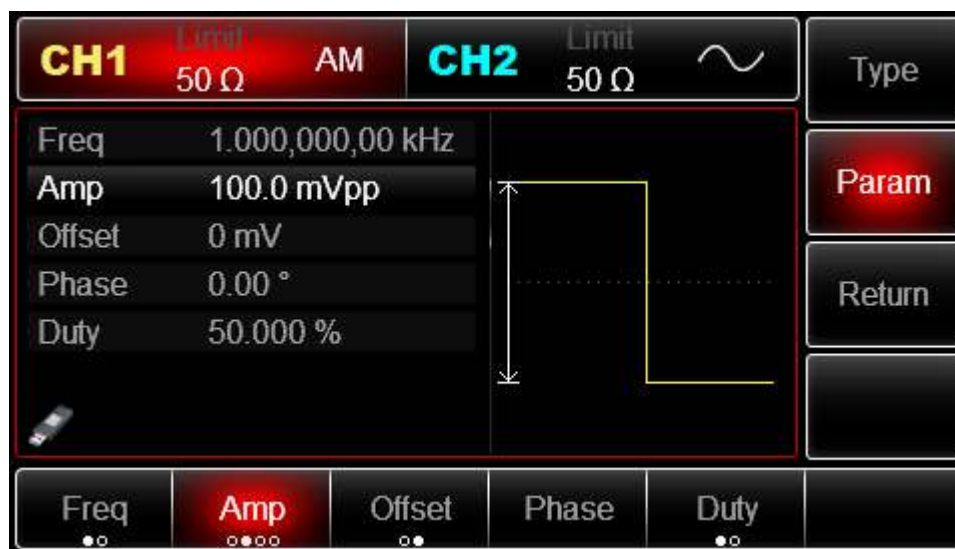 CH1 Limit 50 Ω AM CH2 Limit 50 Ω
Type
Freq 1.000,000,00 kHz
Amp 100.0 mVpp
Offset 0 mV
Phase 0.00 °
Duty 50.000 %
Param
Return
Freq Amp Offset Phase Duty